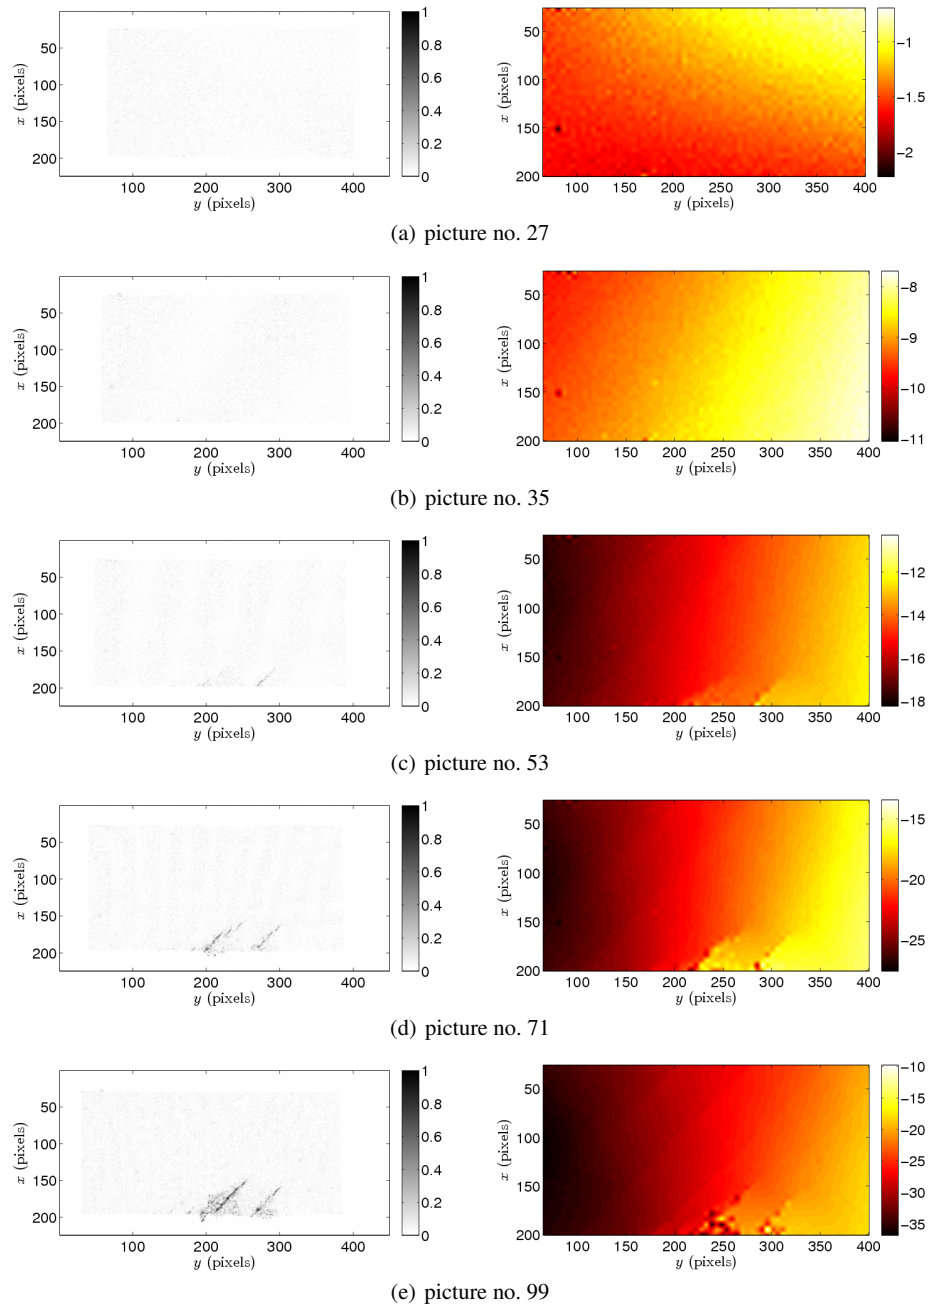 1
0.8
0.6
0.4
0.2
0
50
100
150
200
100 200 300 400
x (pixels)
y (pixels)
50
100
150
200
100 150 200 250 300 350 400
x (pixels)
y (pixels)
−1
−1.5
−2
(a) picture no. 27
1
0.8
0.6
0.4
0.2
0
50
100
150
200
100 200 300 400
x (pixels)
y (pixels)
50
100
150
200
100 150 200 250 300 350 400
x (pixels)
y (pixels)
−8
−9
−10
−11
(b) picture no. 35
1
0.8
0.6
0.4
0.2
0
50
100
150
200
100 200 300 400
x (pixels)
y (pixels)
50
100
150
200
100 150 200 250 300 350 400
x (pixels)
y (pixels)
−12
−14
−16
−18
(c) picture no. 53
1
0.8
0.6
0.4
0.2
0
50
100
150
200
100 200 300 400
x (pixels)
y (pixels)
50
100
150
200
100 150 200 250 300 350 400
x (pixels)
y (pixels)
−15
−20
−25
(d) picture no. 71
1
0.8
0.6
0.4
0.2
0
50
100
150
200
100 200 300 400
x (pixels)
y (pixels)
50
100
150
200
100 150 200 250 300 350 400
x (pixels)
y (pixels)
−10
−15
−20
−25
−30
−35
(e) picture no. 99